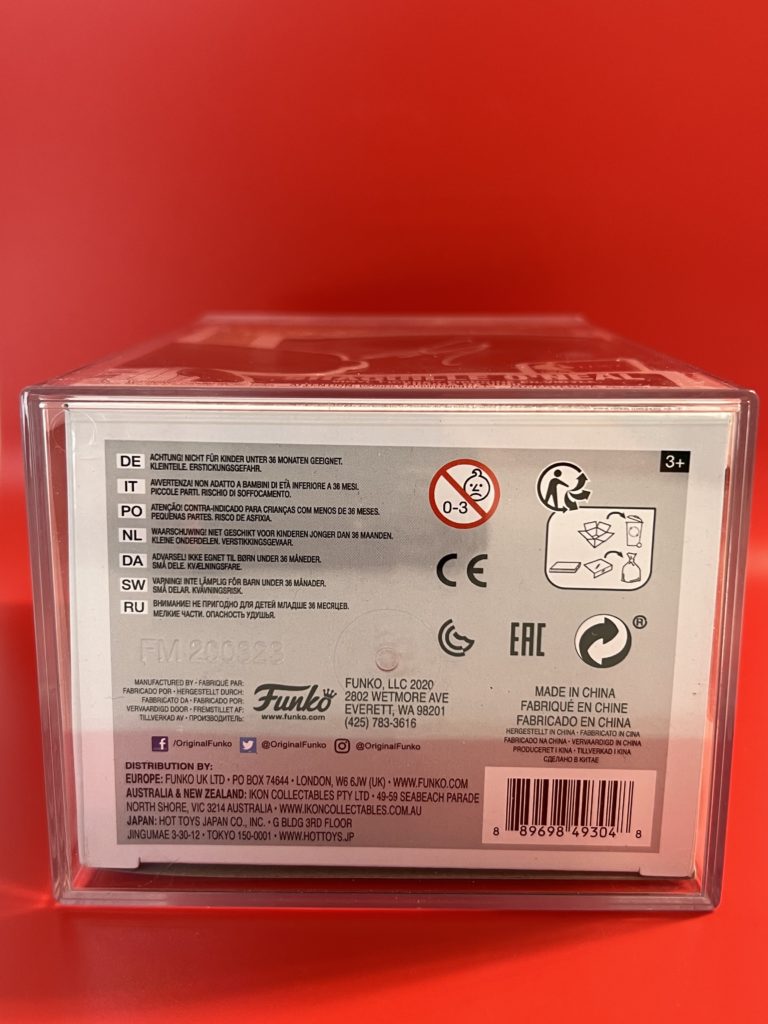 DE ACHTUNG! NICHT FÜR KINDER UNTER 36 MONATEN GEEIGNET.
KLEINTEILE. ERSTICKUNGSGEFAHR.
IT AVVERTENZA! NON ADATTO A BAMBINI DI ETÀ INFERIORE A 36 MESI.
PICCOLE PARTI. RISCHIO DI SOFFOCAMENTO.
PO ATENÇÃO! CONTRA-INDICADO PARA CRIANÇAS COM MENOS DE 36 MESES.
PEQUENAS PARTES. RISCO DE ASFIXIA.
NL WAARSCHUWING! NIET GESCHIKT VOOR KINDEREN JONGER DAN 36 MAANDEN.
KLEINE ONDERDELEN. VERSTIKKINGSGEVAAR.
DA ADVARSEL! IKKE EGNET TIL BØRN UNDER 36 MÅNEDER.
SMÅ DELE. KVÆLNINGSFARE.
SW VARNING! INTE LÄMPLIG FÖR BARN UNDER 36 MÅNADER.
SMÅ DELAR. KVÄVNINGSRISK.
RU ВНИМАНИЕ! НЕ ПРИГОДНО ДЛЯ ДЕТЕЙ МЛАДШЕ 36 МЕСЯЦЕВ.
МЕЛКИЕ ЧАСТИ. ОПАСНОСТЬ УДУШЬЯ.
0-3
3+
CE
EAC
®
MANUFACTURED BY • FABRIQUÉ PAR:
FABRICADO POR • HERGESTELLT DURCH:
FABBRICATO DA • FABRICADO POR:
VERVAARDIGD DOOR • FREMSTILLET AF:
TILLVERKAD AV • ПРОИЗВОДИТЕЛЬ:
Funko
www.funko.com
FUNKO, LLC 2020
2802 WETMORE AVE
EVERETT, WA 98201
(425) 783-3616
MADE IN CHINA
FABRIQUÉ EN CHINE
FABRICADO EN CHINA
HERGESTELLT IN CHINA • FABBRICATO IN CINA
FABRICADO NA CHINA • VERVAARDIGD IN CHINA
PRODUCERET I KINA • TILLVERKAD I KINA
СДЕЛАНО В КИТАЕ
/OriginalFunko @OriginalFunko @OriginalFunko
DISTRIBUTION BY:
EUROPE: FUNKO UK LTD • PO BOX 74644 • LONDON, W6 6JW (UK) • WWW.FUNKO.COM
AUSTRALIA & NEW ZEALAND: IKON COLLECTABLES PTY LTD • 49-59 SEABEACH PARADE
NORTH SHORE, VIC 3214 AUSTRALIA • WWW.IKONCOLLECTABLES.COM.AU
JAPAN: HOT TOYS JAPAN CO., INC. • G BLDG 3RD FLOOR
JINGUMAE 3-30-12 • TOKYO 150-0001 • WWW.HOTTOYS.JP
8 89698 49304 8